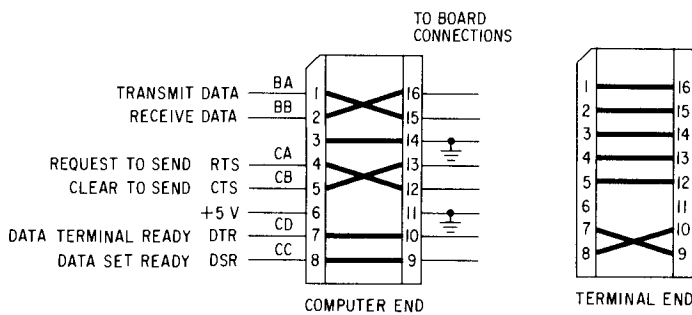 TO BOARD
CONNECTIONS
TRANSMIT DATA BA 1 16
RECEIVE DATA BB 2 15
3 14
REQUEST TO SEND RTS CA 4 13
CLEAR TO SEND CTS CB 5 12
+5 V 6 11
DATA TERMINAL READY DTR CD 7 10
DATA SET READY DSR CC 8 9
COMPUTER END
1 16
2 15
3 14
4 13
5 12
6 11
7 10
8 9
TERMINAL END